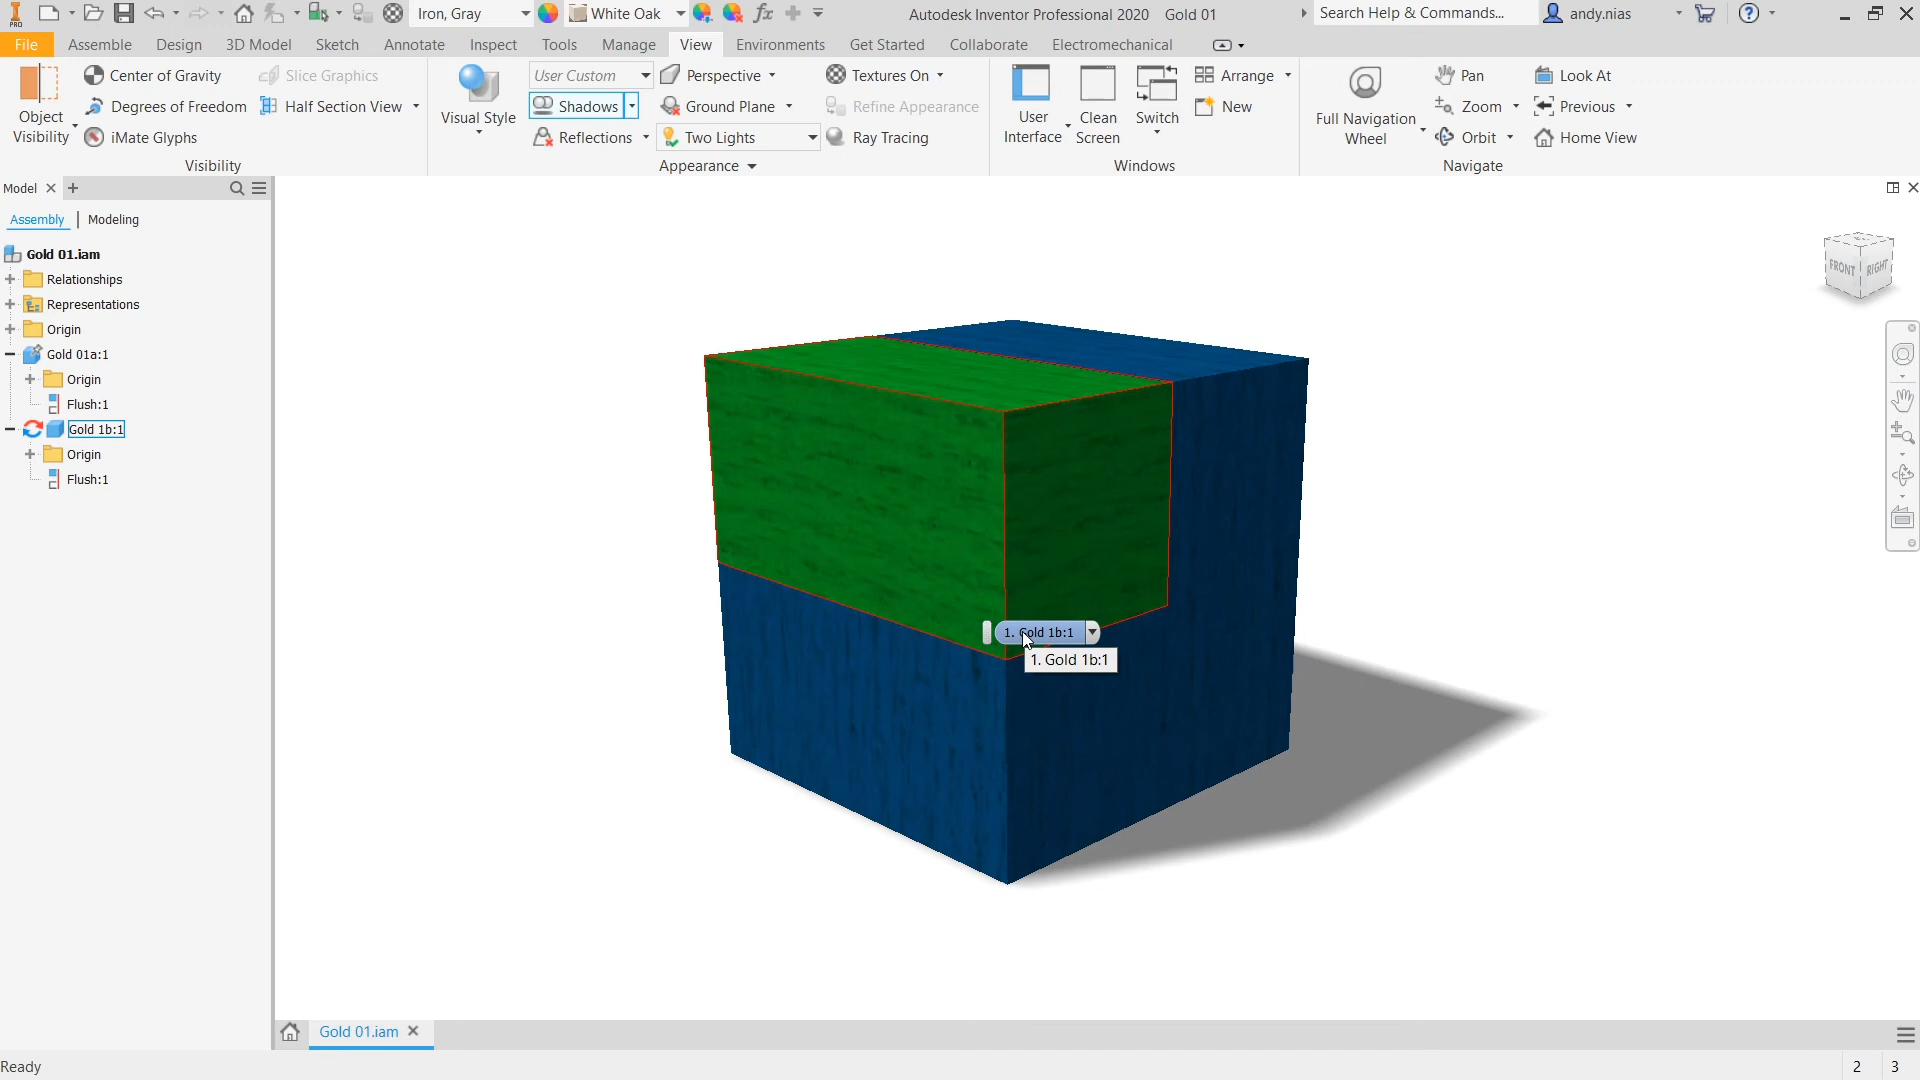 PRO Iron, Gray White Oak fx Autodesk Inventor Professional 2020 Gold 01 Search Help & Commands... andy.nias ?
File Assemble Design 3D Model Sketch Annotate Inspect Tools Manage View Environments Get Started Collaborate Electromechanical
Object Visibility
Center of Gravity
Degrees of Freedom
iMate Glyphs
Slice Graphics
Half Section View
Visibility
Visual Style
User Custom
Shadows
Reflections
Perspective
Ground Plane
Two Lights
Textures On
Refine Appearance
Ray Tracing
Appearance
User Interface
Clean Screen
Switch
Arrange
New
Windows
Full Navigation Wheel
Pan
Zoom
Orbit
Look At
Previous
Home View
Navigate
Model
Assembly | Modeling
Gold 01.iam
Relationships
Representations
Origin
Gold 01a:1
Origin
Flush:1
Gold 1b:1
Origin
Flush:1
FRONT RIGHT
1. Gold 1b:1
1. Gold 1b:1
Gold 01.iam
Ready 2 3